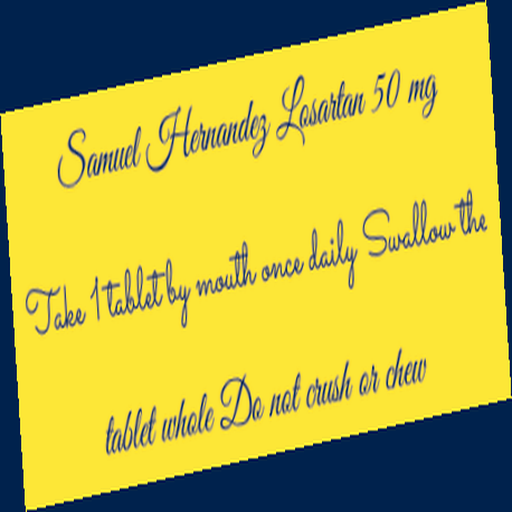 Samuel Hernandez Losartan 50 mg
Take 1 tablet by mouth once daily Swallow the
tablet whole Do not crush or chew